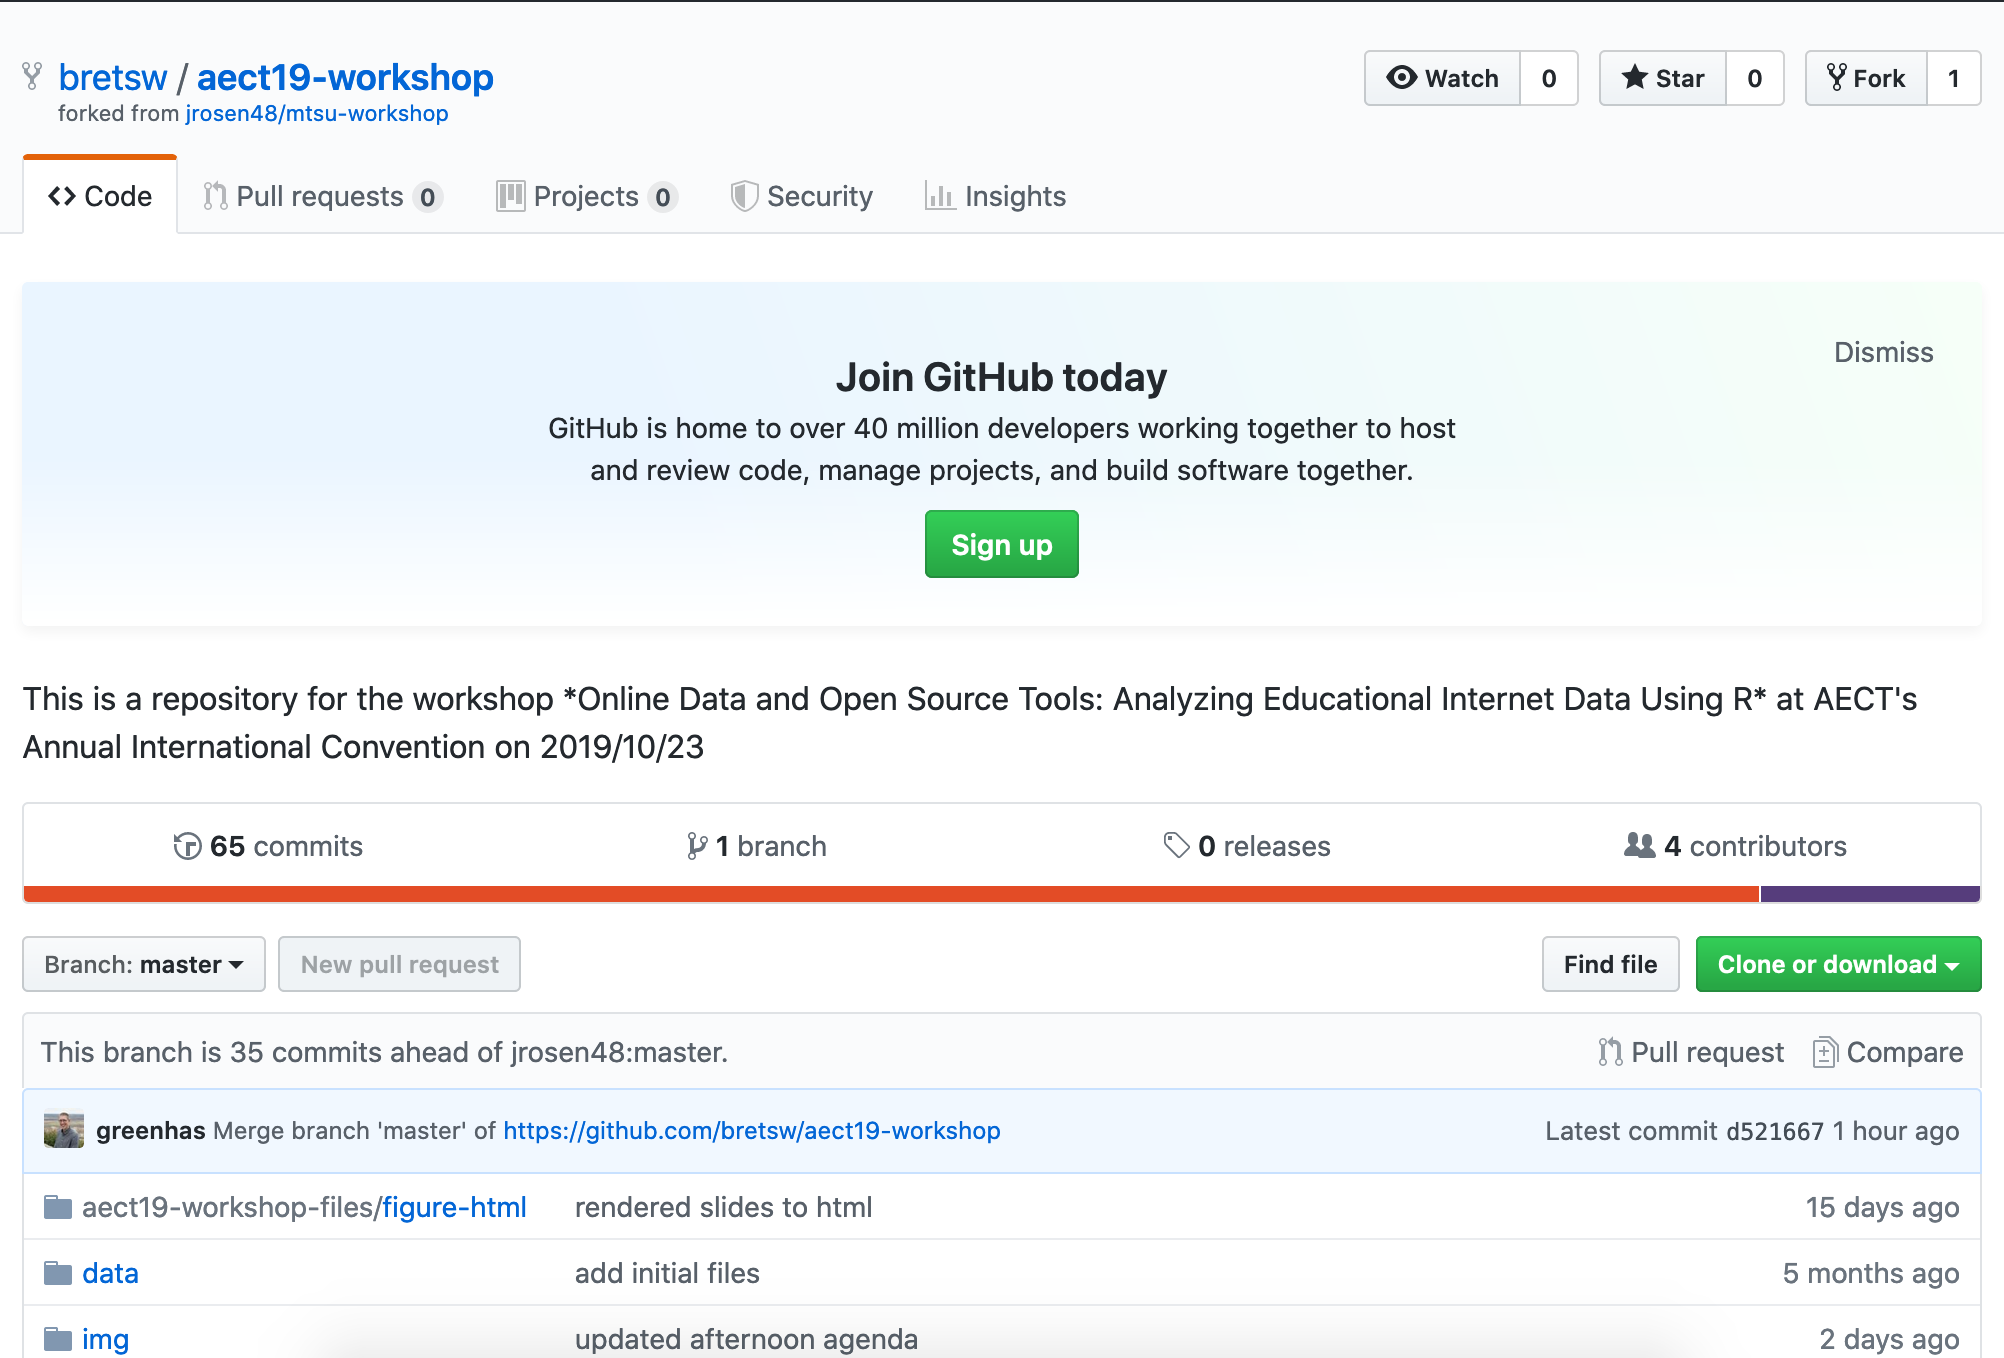 bretsw / aect19-workshop
forked from jrosen48/mtsu-workshop
Watch 0 Star 0 Fork 1
Code Pull requests 0 Projects 0 Security Insights
Dismiss
Join GitHub today
GitHub is home to over 40 million developers working together to host
and review code, manage projects, and build software together.
Sign up
This is a repository for the workshop *Online Data and Open Source Tools: Analyzing Educational Internet Data Using R* at AECT's
Annual International Convention on 2019/10/23
65 commits 1 branch 0 releases 4 contributors
Branch: master New pull request Find file Clone or download
This branch is 35 commits ahead of jrosen48:master. Pull request Compare
greenhas Merge branch 'master' of https://github.com/bretsw/aect19-workshop Latest commit d521667 1 hour ago
aect19-workshop-files/figure-html rendered slides to html 15 days ago
data add initial files 5 months ago
img updated afternoon agenda 2 days ago